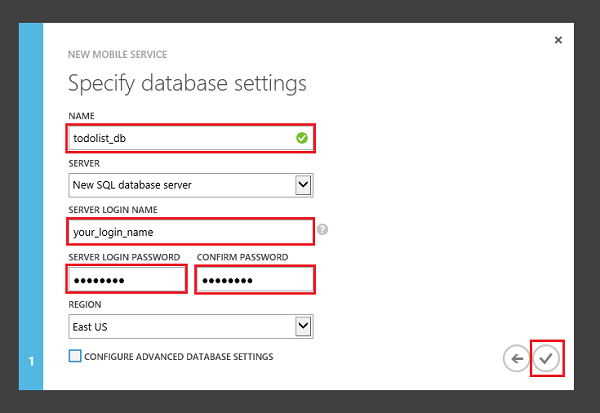 NEW MOBILE SERVICE
Specify database settings
NAME
todolist_db
SERVER
New SQL database server
SERVER LOGIN NAME
your_login_name
?
SERVER LOGIN PASSWORD CONFIRM PASSWORD
●●●●●●●● ●●●●●●●●
REGION
East US
CONFIGURE ADVANCED DATABASE SETTINGS
1